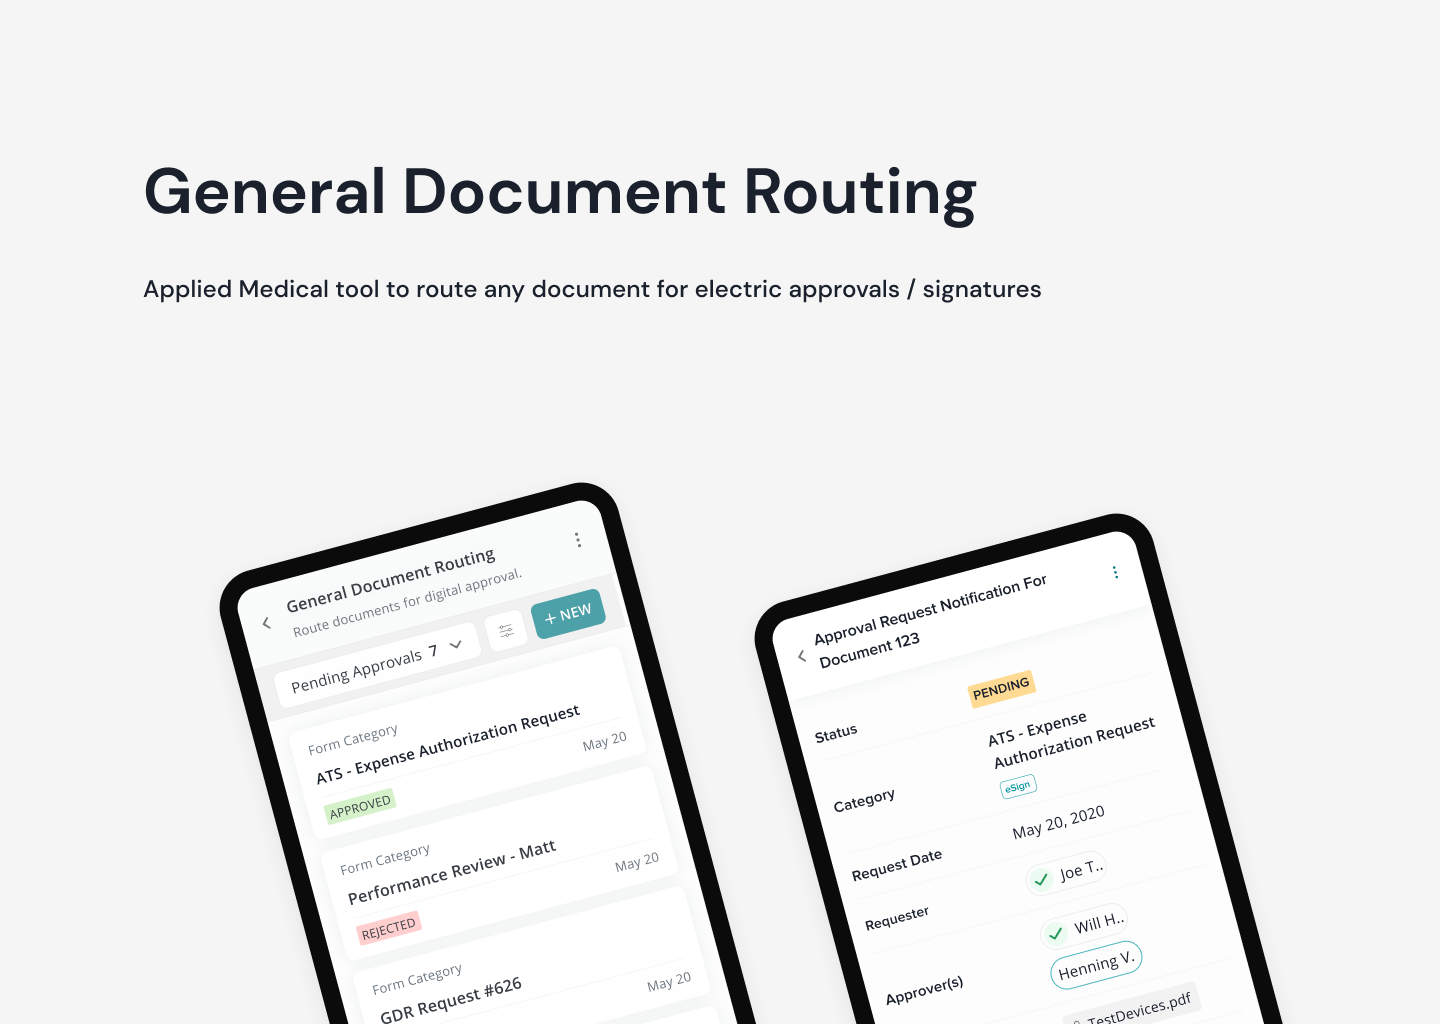 General Document Routing
Applied Medical tool to route any document for electric approvals / signatures
General Document Routing
Route documents for digital approval.
Pending Approvals 7
+ NEW
Form Category
ATS - Expense Authorization Request
May 20
APPROVED
Form Category
Performance Review - Matt
May 20
REJECTED
Form Category
GDR Request #626
May 20
Approval Request Notification For
Document 123
Status
PENDING
Category
ATS - Expense
Authorization Request
eSign
Request Date
May 20, 2020
Requester
Joe T..
Approver(s)
Will H..
Henning V.
TestDevices.pdf